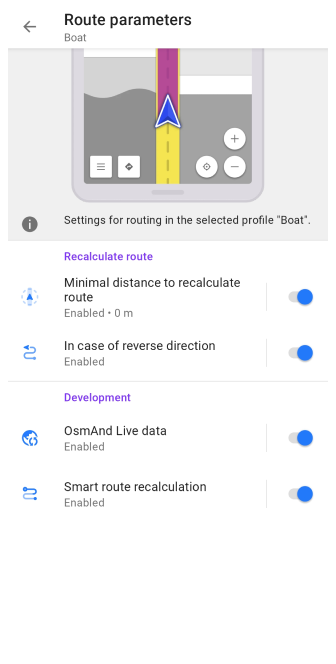 Route parameters
Boat
Settings for routing in the selected profile "Boat".
Recalculate route
Minimal distance to recalculate
route
Enabled • 0 m
In case of reverse direction
Enabled
Development
OsmAnd Live data
Enabled
Smart route recalculation
Enabled